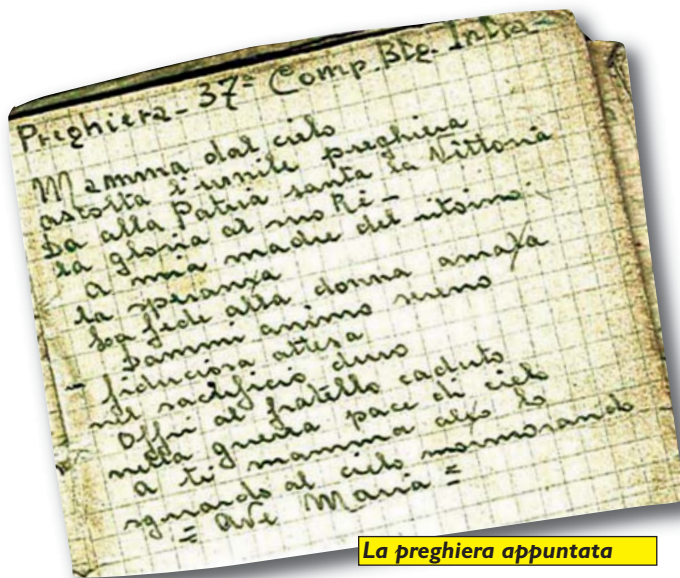 Preghiera - 37ª Comp. Btg. Intra
Mamma dal cielo
ascolta l'umile preghiera
Da alla Patria santa la Vittoria
la gloria al mio Re -
a mia madre del ritorno
la speranza
La fede alla donna amata
Dammi animo sereno
- fiduciosa attesa
nel sacrificio duro
Offri al fratello caduto
nella guerra pace di cielo
a te mamma alzo lo
sguardo al cielo mormorando
= Ave Maria =
La preghiera appuntata